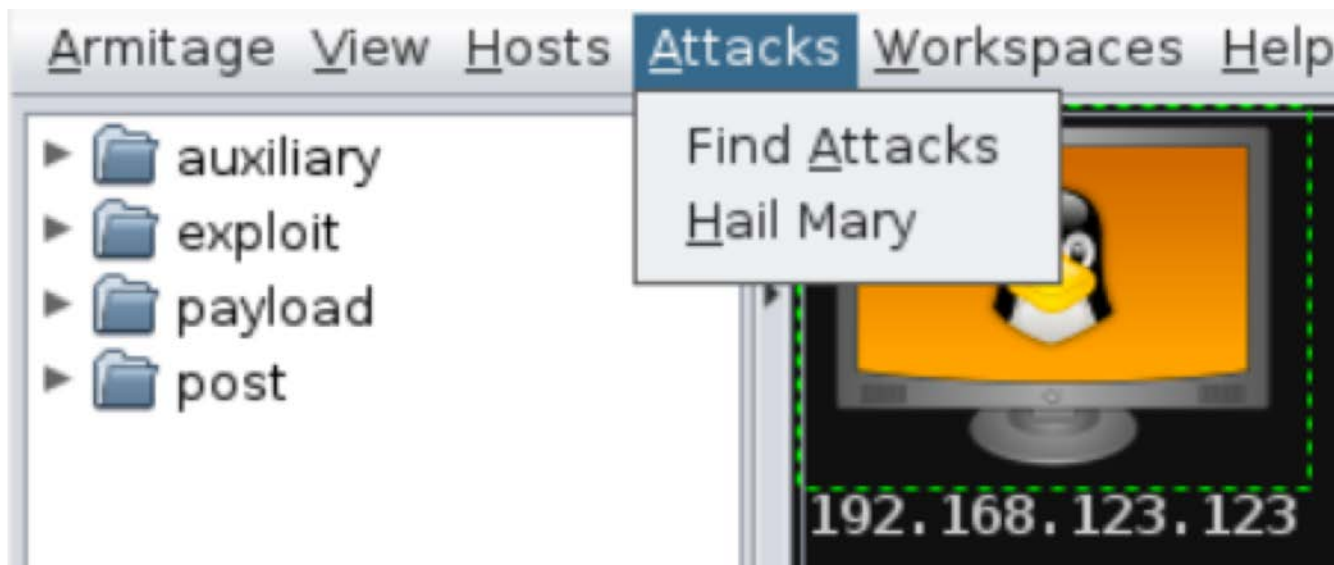 Armitage View Hosts Attacks Workspaces Help
Find Attacks
Hail Mary
auxiliary
exploit
payload
post
192.168.123.123